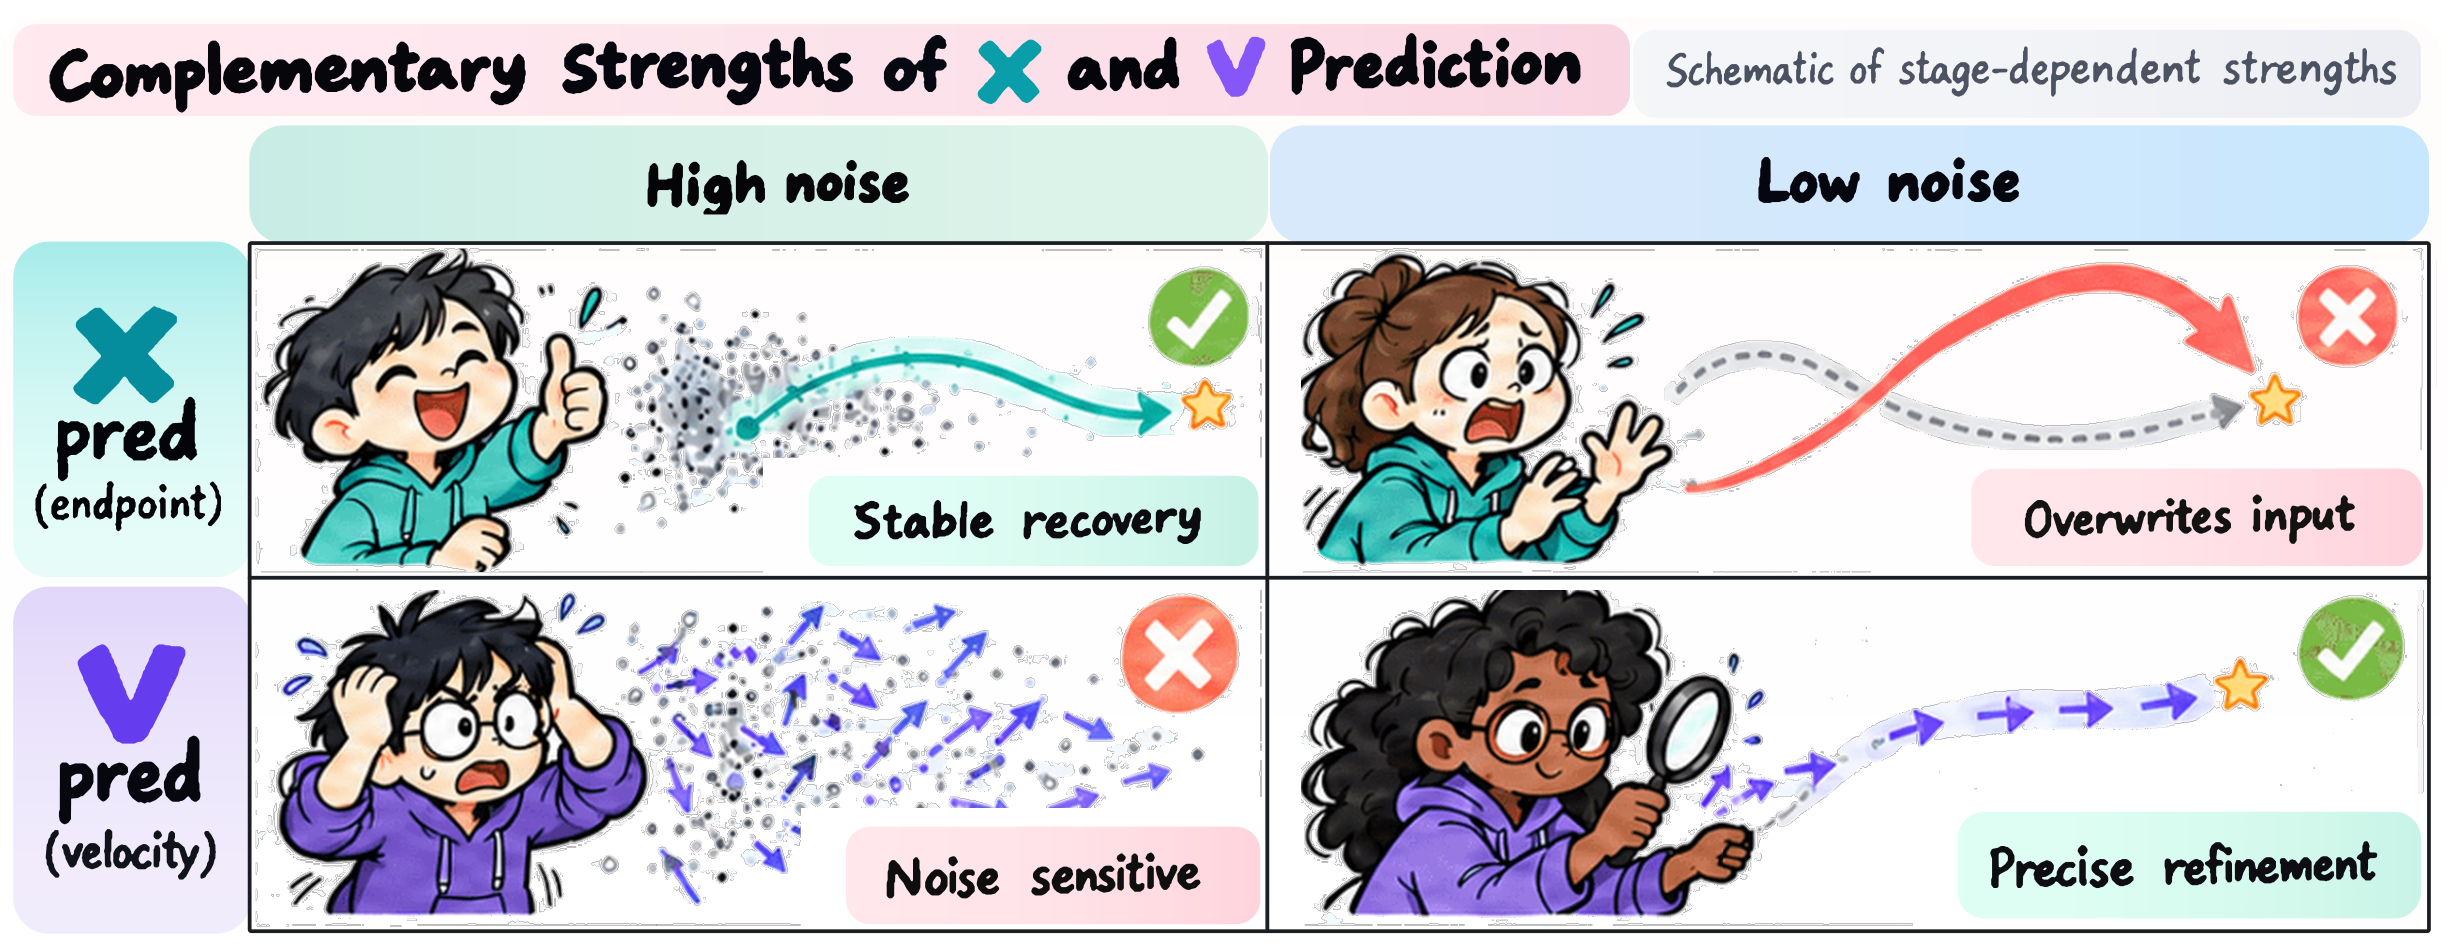 Complementary Strengths of X and V Prediction
Schematic of stage-dependent strengths
High noise
Low noise
X
pred
(endpoint)
Stable recovery
Overwrites input
V
pred
(velocity)
Noise sensitive
Precise refinement